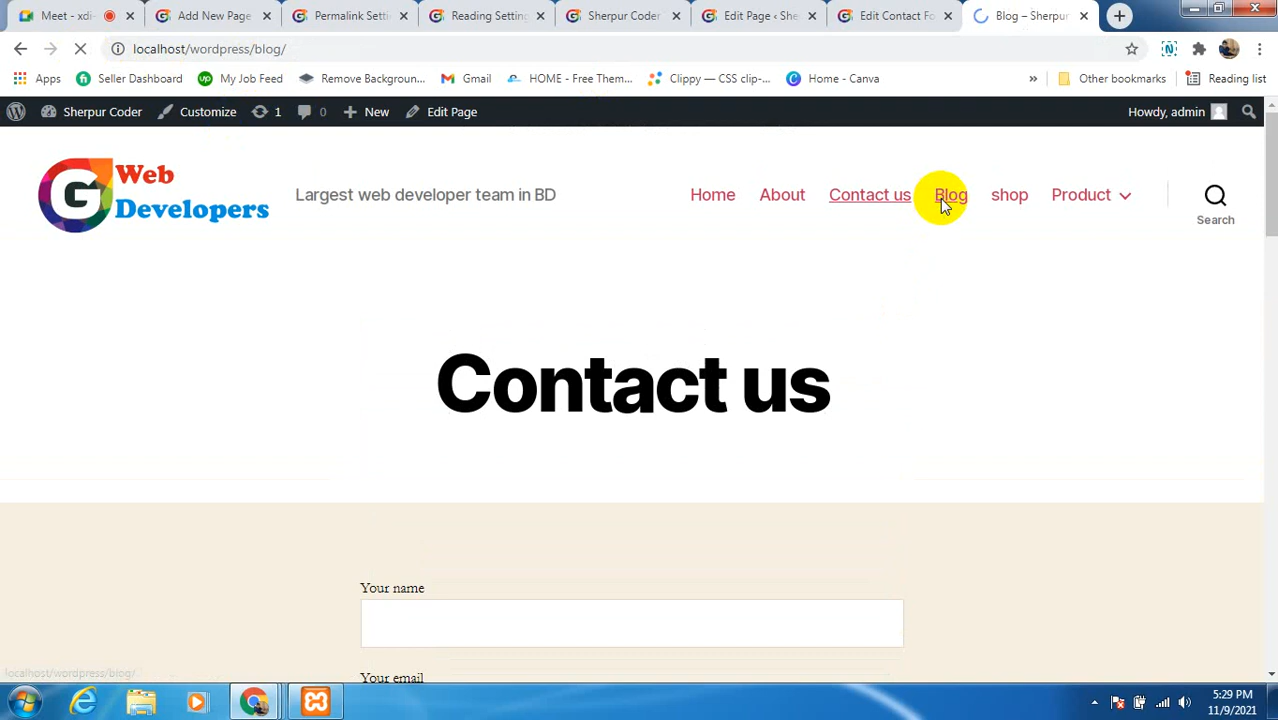 Meet - xdi
Add New Page
Permalink Setti
Reading Setting
Sherpur Coder
Edit Page ‹ She
Edit Contact Fo
Blog – Sherpur
localhost/wordpress/blog/
Apps
Seller Dashboard
My Job Feed
Remove Backgroun...
Gmail
HOME - Free Them...
Clippy — CSS clip-...
Home - Canva
»
Other bookmarks
Reading list
Sherpur Coder
Customize
1
0
New
Edit Page
Howdy, admin
G Web
Developers
Largest web developer team in BD
Home
About
Contact us
Blog
shop
Product
Search
Contact us
Your name
Your email
localhost/wordpress/blog/
5:29 PM
11/9/2021